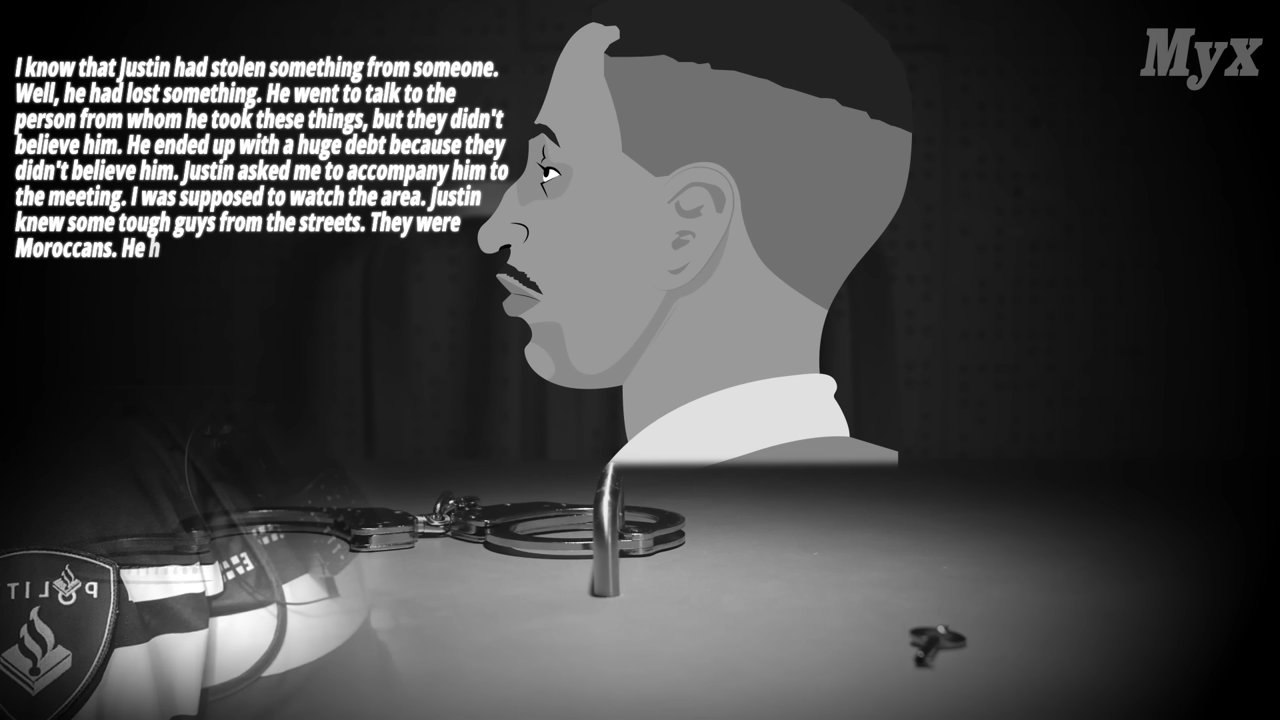 I know that Justin had stolen something from someone.
Well, he had lost something. He went to talk to the
person from whom he took these things, but they didn't
believe him. He ended up with a huge debt because they
didn't believe him. Justin asked me to accompany him to
the meeting. I was supposed to watch the area. Justin
knew some tough guys from the streets. They were
Moroccans. He h
Myx
POLIT